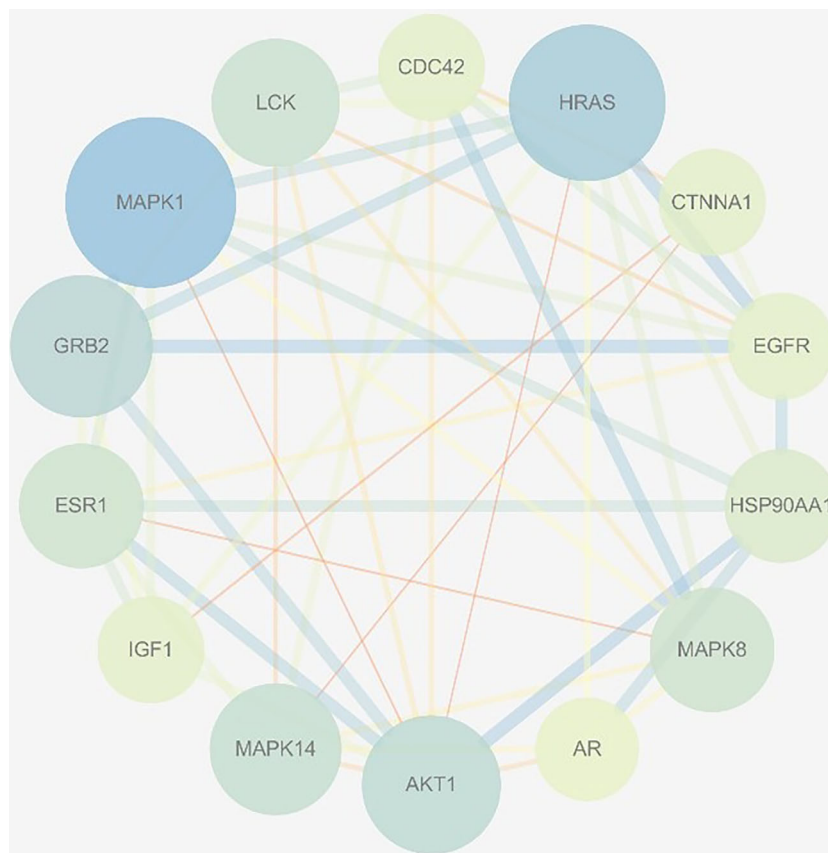 CDC42
LCK
HRAS
MAPK1
CTNNA1
GRB2
EGFR
ESR1
HSP90AA1
IGF1
MAPK8
MAPK14
AR
AKT1